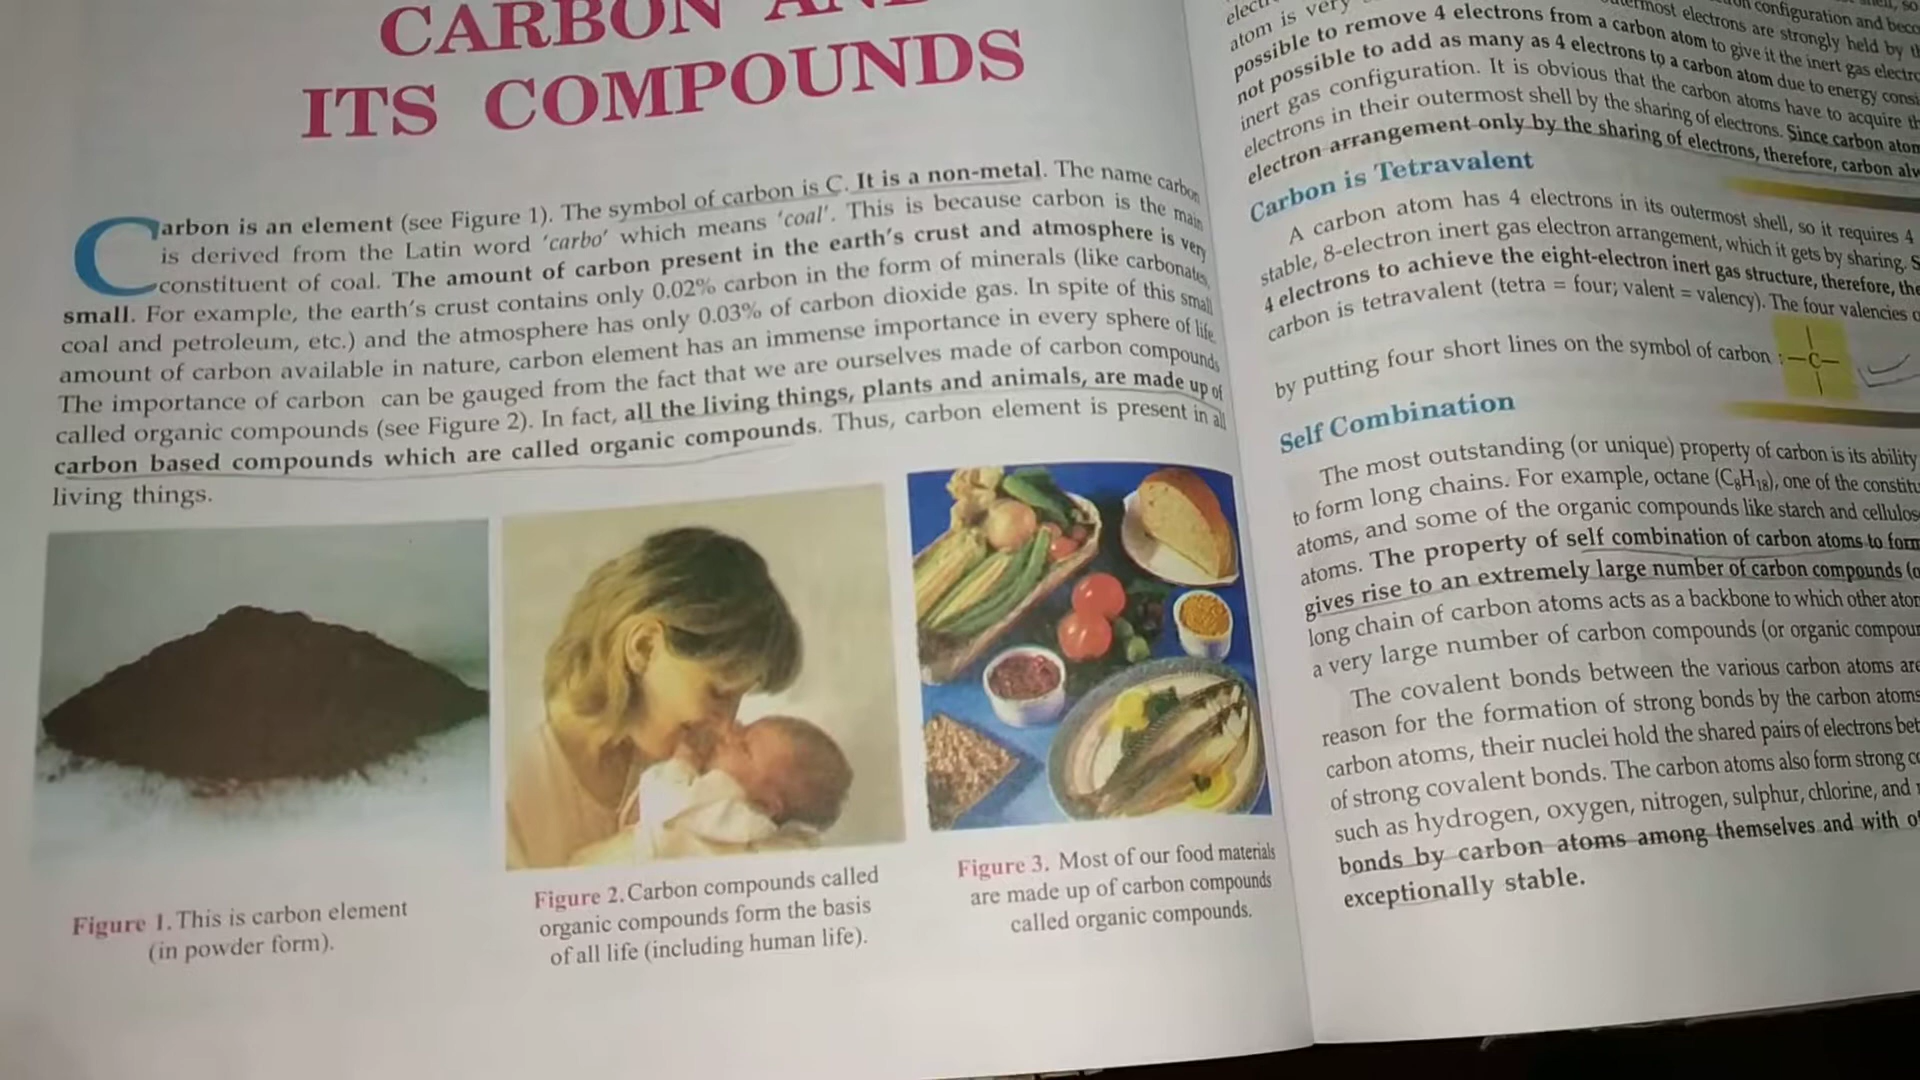 CARBON AND
ITS COMPOUNDS
Carbon is an element (see Figure 1). The symbol of carbon is C. It is a non-metal. The name carbon
is derived from the Latin word ‘carbo’ which means ‘coal’. This is because carbon is the main
constituent of coal. The amount of carbon present in the earth’s crust and atmosphere is very
small. For example, the earth’s crust contains only 0.02% carbon in the form of minerals (like carbonates,
coal and petroleum, etc.) and the atmosphere has only 0.03% of carbon dioxide gas. In spite of this small
amount of carbon available in nature, carbon element has an immense importance in every sphere of life.
The importance of carbon can be gauged from the fact that we are ourselves made of carbon compounds
called organic compounds (see Figure 2). In fact, all the living things, plants and animals, are made up of
carbon based compounds which are called organic compounds. Thus, carbon element is present in all
living things.
Figure 1. This is carbon element
(in powder form).
Figure 2. Carbon compounds called
organic compounds form the basis
of all life (including human life).
Figure 3. Most of our food materials
are made up of carbon compounds
called organic compounds.
configuration and
atom is very outermost electrons are strongly held by
possible to remove 4 electrons from a carbon atom to give it the inert gas
not possible to add as many as 4 electrons to a carbon atom due to energy
inert gas configuration. It is obvious that the carbon atoms have to acquire
electrons in their outermost shell by the sharing of electrons. Since carbon
electron arrangement only by the sharing of electrons, therefore, carbon
Carbon is Tetravalent
A carbon atom has 4 electrons in its outermost shell, so it requires 4
stable, 8-electron inert gas electron arrangement, which it gets by sharing.
4 electrons to achieve the eight-electron inert gas structure, therefore, the
carbon is tetravalent (tetra = four; valent = valency). The four valencies
by putting four short lines on the symbol of carbon : —C—
Self Combination
The most outstanding (or unique) property of carbon is its ability
to form long chains. For example, octane (C₈H₁₈), one of the
atoms, and some of the organic compounds like starch and
atoms. The property of self combination of carbon atoms to form
gives rise to an extremely large number of carbon compounds
long chain of carbon atoms acts as a backbone to which other
a very large number of carbon compounds (or organic
The covalent bonds between the various carbon atoms are
reason for the formation of strong bonds by the carbon atoms
carbon atoms, their nuclei hold the shared pairs of electrons
of strong covalent bonds. The carbon atoms also form strong
such as hydrogen, oxygen, nitrogen, sulphur, chlorine, and
bonds by carbon atoms among themselves and with
exceptionally stable.